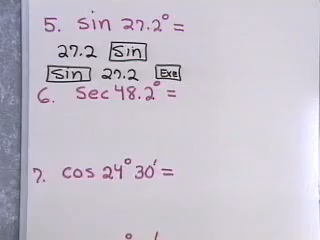 5. sin 27.2° =
27.2 Sin
Sin 27.2 Exe
6. Sec 48.2° =
7. cos 24° 30' =